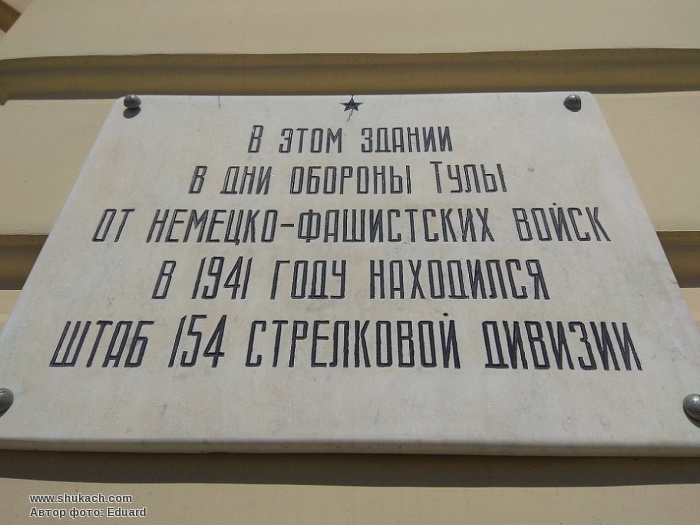 В ЭТОМ ЗДАНИИ
В ДНИ ОБОРОНЫ ТУЛЫ
ОТ НЕМЕЦКО-ФАШИСТСКИХ ВОЙСК
В 1941 ГОДУ НАХОДИЛСЯ
ШТАБ 154 СТРЕЛКОВОЙ ДИВИЗИИ
www.shukach.com
Автор фото: Eduard